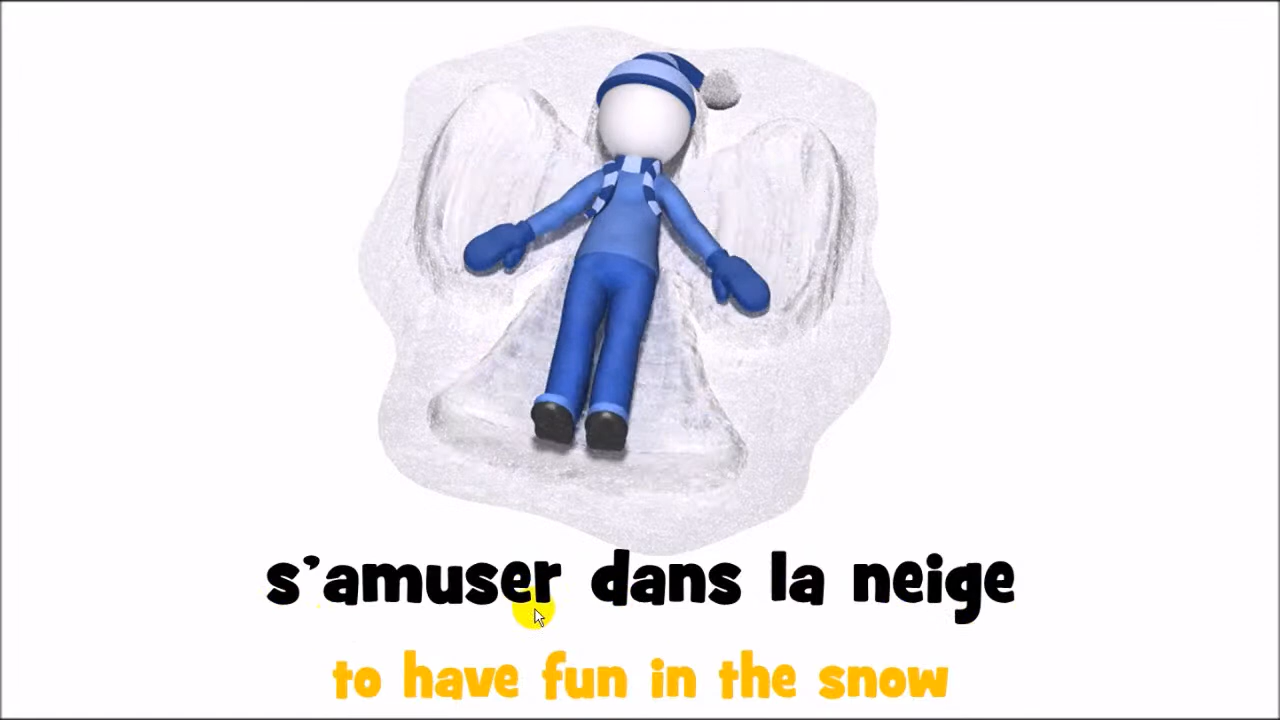 s'amuser dans la neige
to have fun in the snow